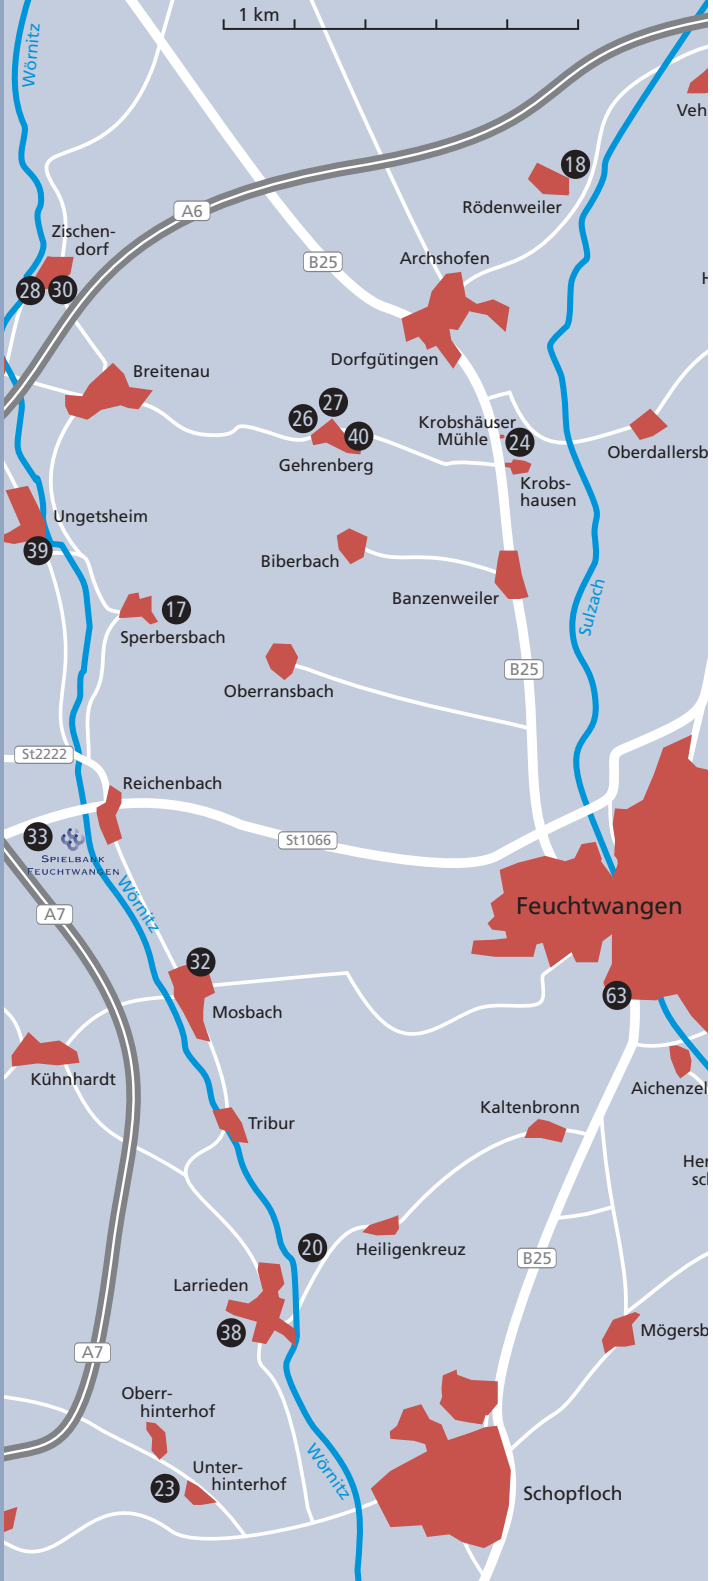 1 km
Wörnitz
Veh
18
Rödenweiler
A6
Zischen-
dorf
B25
Archshofen
28
30
H
Dorfgütingen
Breitenau
26
27
40
Gehrenberg
Krobshäuser
Mühle
24
Oberdallersb
Krobs-
hausen
Ungetsheim
39
Biberbach
Banzenweiler
Sulzach
17
Sperbersbach
Oberransbach
B25
St2222
Reichenbach
33
SPIELBANK
FEUCHTWANGEN
St1066
Wörnitz
A7
Feuchtwangen
32
Mosbach
63
Kühnhardt
Aichenzel
Kaltenbronn
Tribur
Her
sch
20
Heiligenkreuz
B25
Larrieden
38
Mögersb
A7
Oberr-
hinterhof
Unter-
hinterhof
23
Wörnitz
Schopfloch